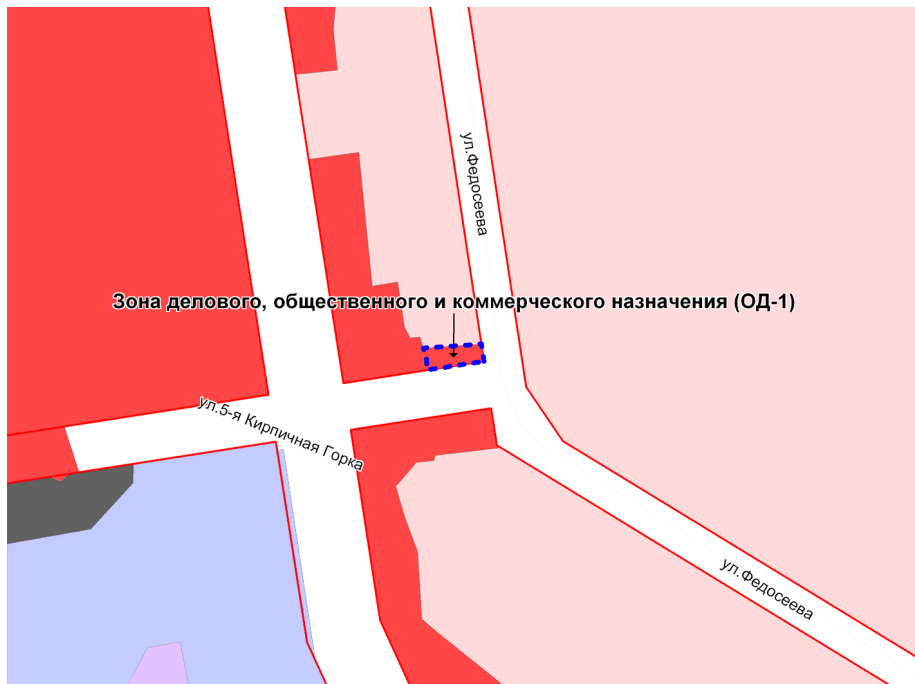 ул.Федосеева
Зона делового, общественного и коммерческого назначения (ОД-1)
ул.5-я Кирпичная Горка
ул.Федосеева